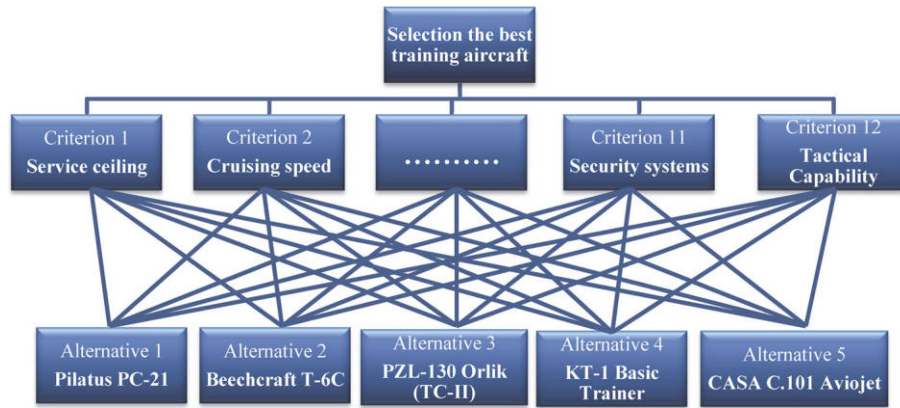 Selection the best
training aircraft
Criterion 1
Service ceiling
Criterion 2
Cruising speed
..........
Criterion 11
Security systems
Criterion 12
Tactical
Capability
Alternative 1
Pilatus PC-21
Alternative 2
Beechcraft T-6C
Alternative 3
PZL-130 Orlik
(TC-II)
Alternative 4
KT-1 Basic
Trainer
Alternative 5
CASA C.101 Aviojet